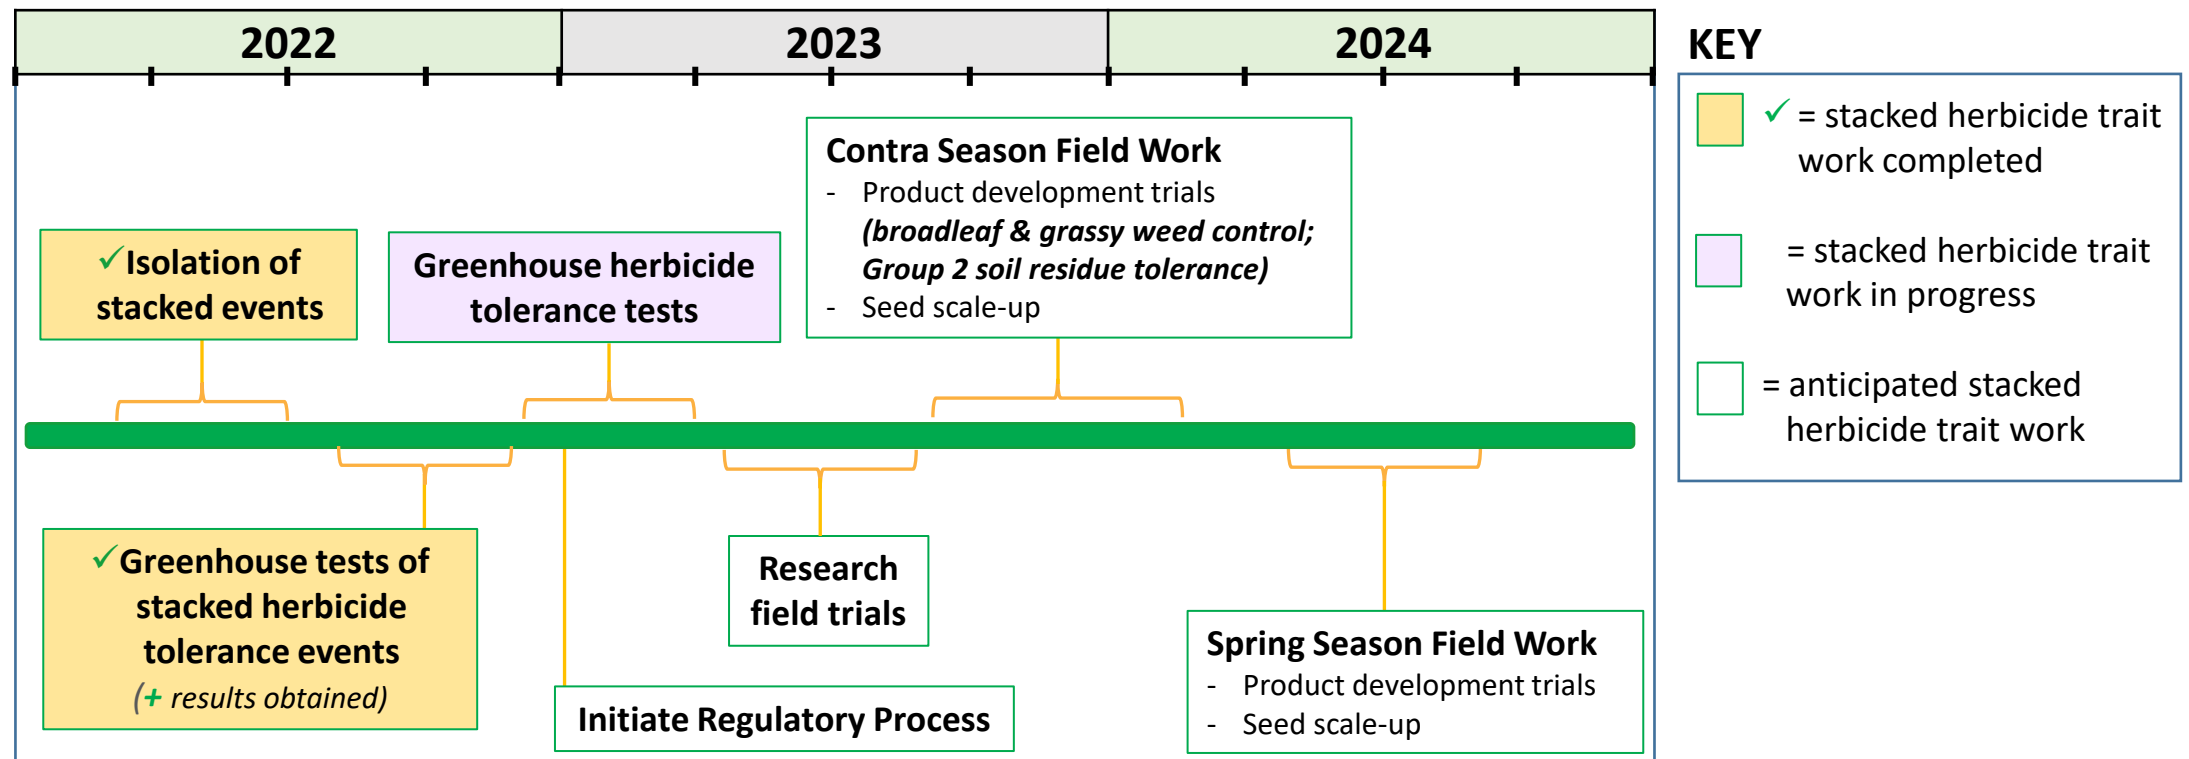 2022
2023
2024
KEY
✓ = stacked herbicide trait
work completed
= stacked herbicide trait
work in progress
= anticipated stacked
herbicide trait work
Contra Season Field Work
- Product development trials
(broadleaf & grassy weed control;
Group 2 soil residue tolerance)
- Seed scale-up
✓Isolation of
stacked events
Greenhouse herbicide
tolerance tests
✓Greenhouse tests of
stacked herbicide
tolerance events
(+ results obtained)
Research
field trials
Initiate Regulatory Process
Spring Season Field Work
- Product development trials
- Seed scale-up